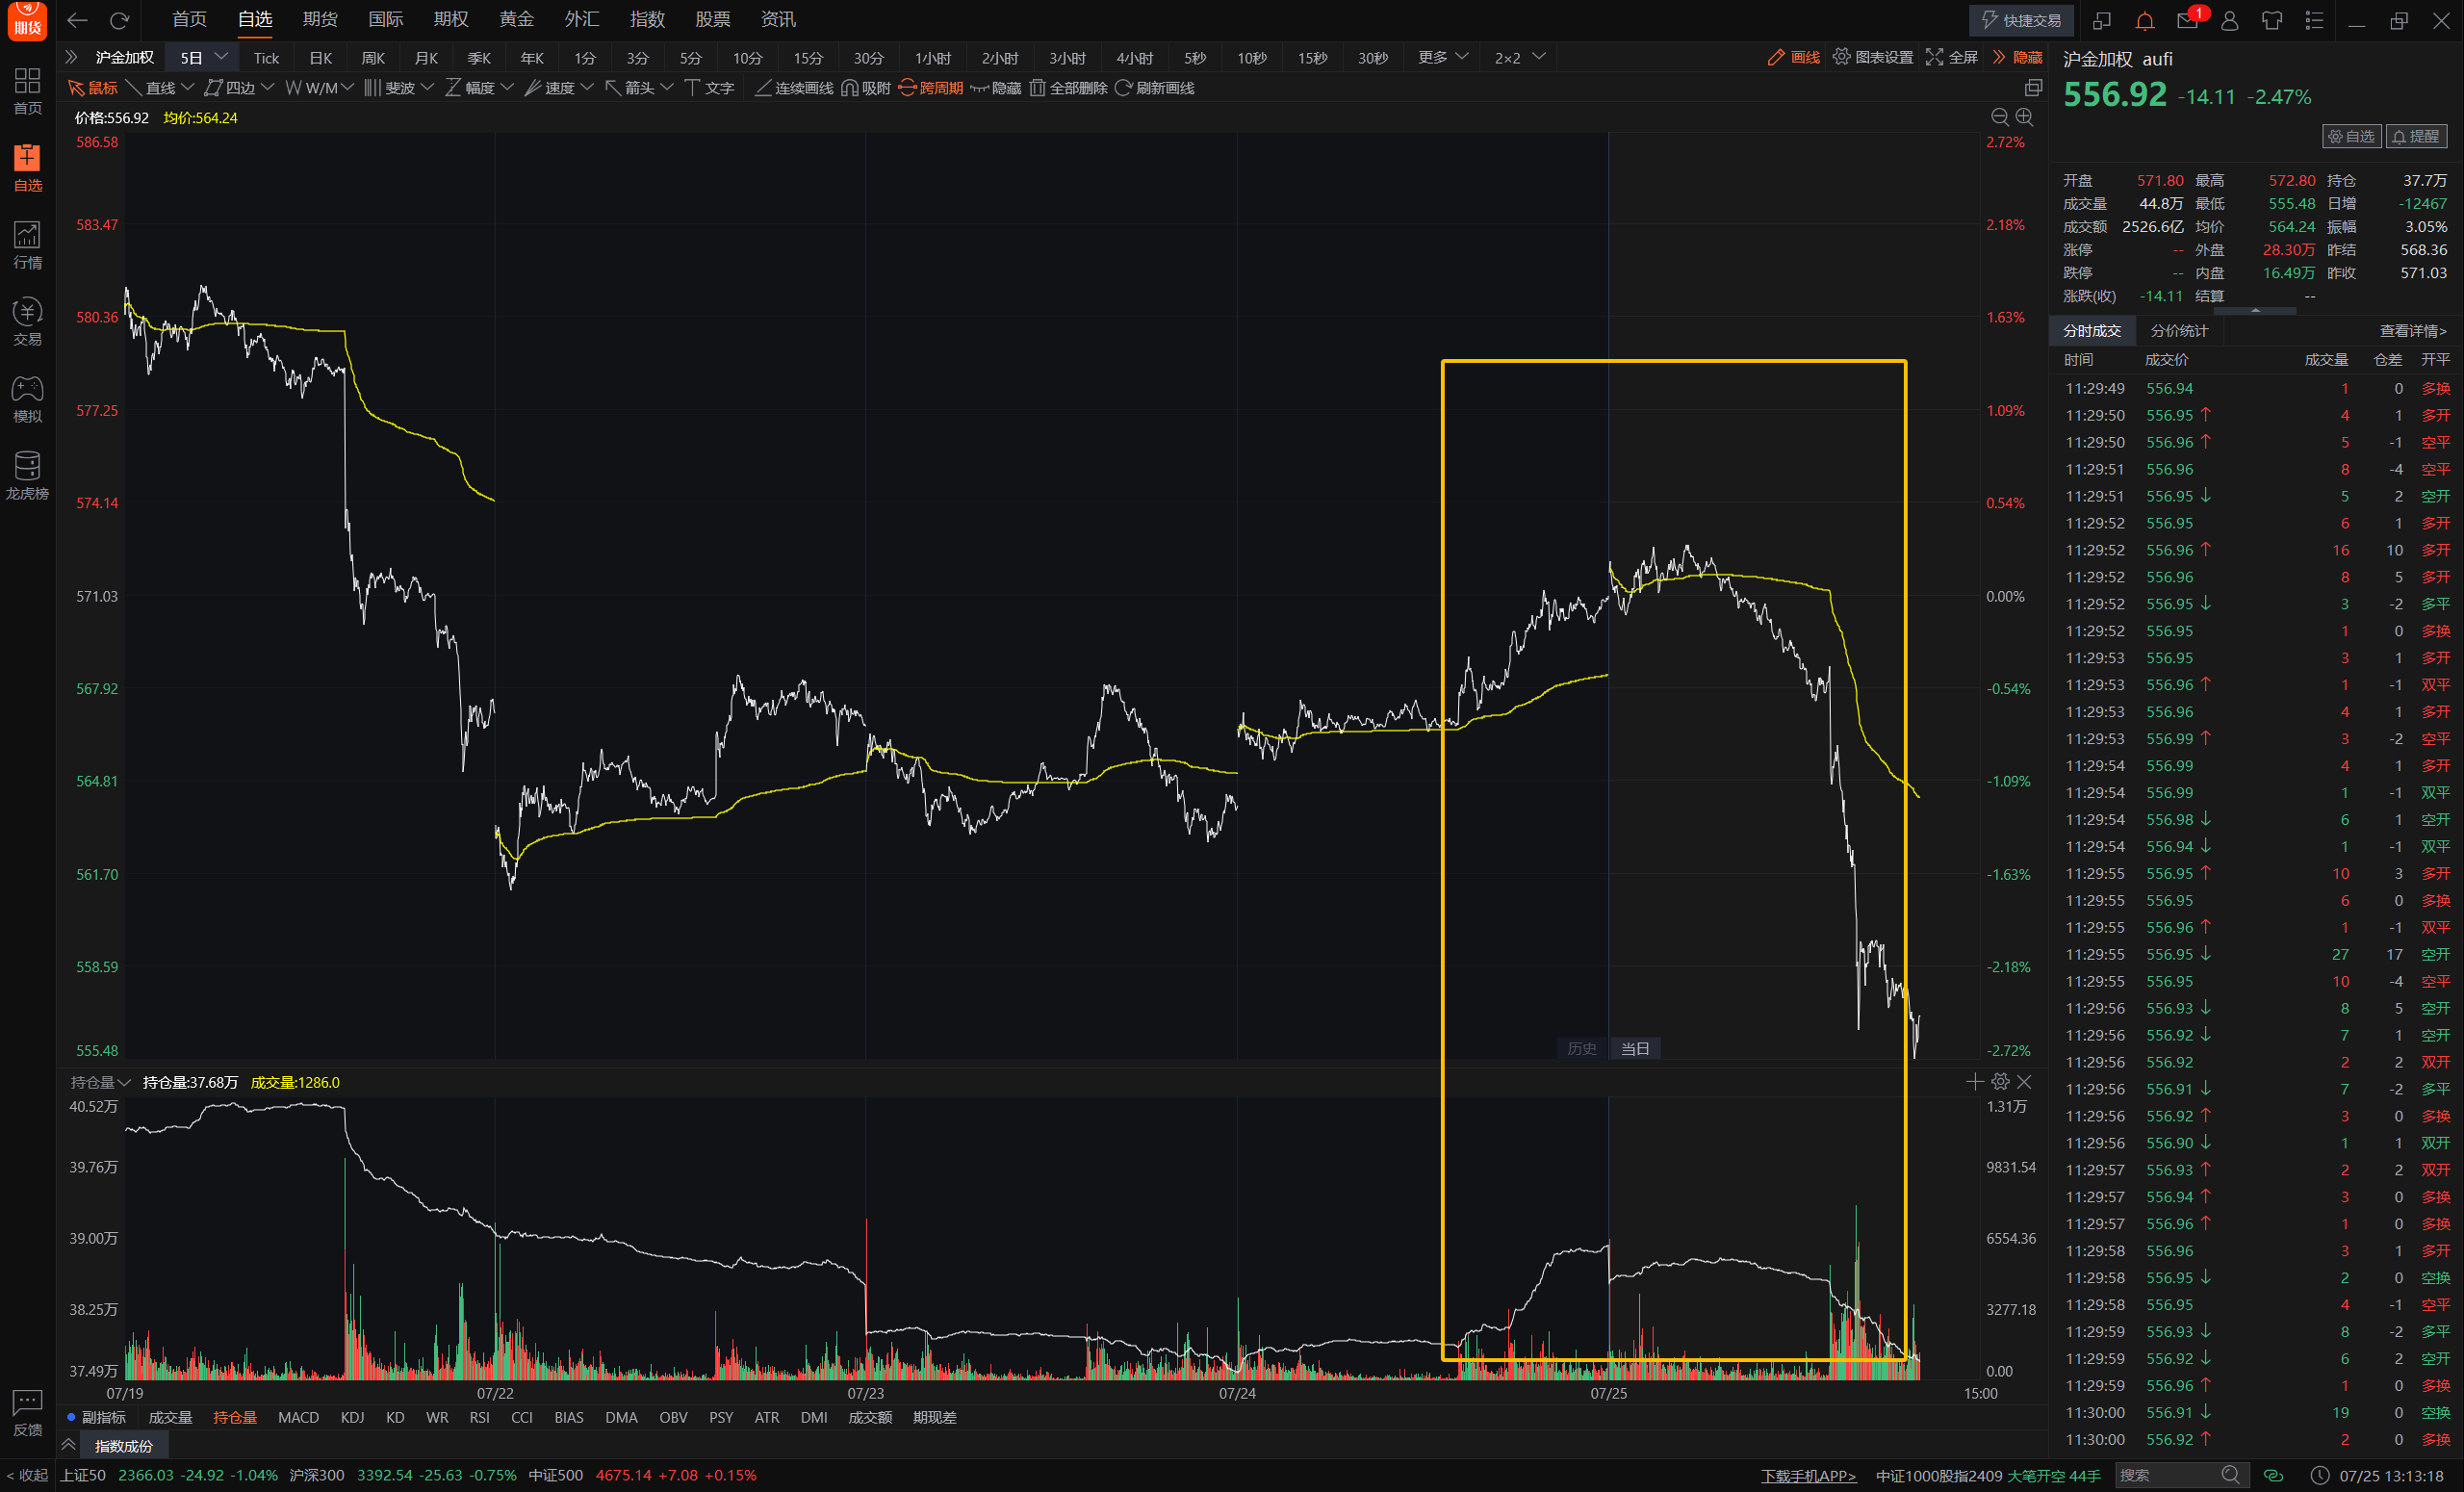 期货
首页 自选 期货 国际 期权 黄金 外汇 指数 股票 资讯
快捷交易 1
沪金加权 5日 Tick 日K 周K 月K 季K 年K 1分 3分 5分 10分 15分 30分 1小时 2小时 3小时 4小时 5秒 10秒 15秒 30秒 更多 2×2
画线 图表设置 全屏 隐藏
鼠标 直线 四边 W/M 斐波 幅度 速度 箭头 文字 连续画线 吸附 跨周期 隐藏 全部删除 刷新画线
首页
自选
行情
交易
模拟
龙虎榜
反馈
价格:556.92 均价:564.24
586.58 2.72%
583.47 2.18%
580.36 1.63%
577.25 1.09%
574.14 0.54%
571.03 0.00%
567.92 -0.54%
564.81 -1.09%
561.70 -1.63%
558.59 -2.18%
555.48 -2.72%
历史 当日
持仓量 持仓量:37.68万 成交量:1286.0
40.52万 1.31万
39.76万 9831.54
39.00万 6554.36
38.25万 3277.18
37.49万 0.00
07/19 07/22 07/23 07/24 07/25 15:00
副指标 成交量 持仓量 MACD KDJ KD WR RSI CCI BIAS DMA OBV PSY ATR DMI 成交额 期现差
指数成份
沪金加权 aufi
556.92 -14.11 -2.47%
自选 提醒
开盘 571.80 最高 572.80 持仓 37.7万
成交量 44.8万 最低 555.48 日增 -12467
成交额 2526.6亿 均价 564.24 振幅 3.05%
涨停 -- 外盘 28.30万 昨结 568.36
跌停 -- 内盘 16.49万 昨收 571.03
涨跌(收) -14.11 结算 --
分时成交 分价统计 查看详情>
时间 成交价 成交量 仓差 开平
11:29:49 556.94 1 0 多换
11:29:50 556.95 ↑ 4 1 多开
11:29:50 556.96 ↑ 5 -1 空平
11:29:51 556.96 8 -4 空平
11:29:51 556.95 ↓ 5 2 空开
11:29:52 556.95 6 1 多开
11:29:52 556.96 ↑ 16 10 多开
11:29:52 556.96 8 5 多开
11:29:52 556.95 ↓ 3 -2 多平
11:29:52 556.95 1 0 多换
11:29:53 556.95 3 1 多开
11:29:53 556.96 ↑ 1 -1 双平
11:29:53 556.96 4 1 多开
11:29:53 556.99 ↑ 3 -2 空平
11:29:54 556.99 4 1 多开
11:29:54 556.99 1 -1 双平
11:29:54 556.98 ↓ 6 1 空开
11:29:54 556.94 ↓ 1 -1 双平
11:29:55 556.95 ↑ 10 3 多开
11:29:55 556.95 6 0 多换
11:29:55 556.96 ↑ 1 -1 双平
11:29:55 556.95 ↓ 27 17 空开
11:29:55 556.95 10 -4 空平
11:29:56 556.93 ↓ 8 5 空开
11:29:56 556.92 ↓ 7 1 空开
11:29:56 556.92 2 2 双开
11:29:56 556.91 ↓ 7 -2 多平
11:29:56 556.92 ↑ 3 0 多换
11:29:56 556.90 ↓ 1 1 双开
11:29:57 556.93 ↑ 2 2 双开
11:29:57 556.94 ↑ 3 0 多换
11:29:57 556.96 ↑ 1 0 多换
11:29:58 556.96 3 1 多开
11:29:58 556.95 ↓ 2 0 空换
11:29:58 556.95 4 -1 空平
11:29:59 556.93 ↓ 8 -2 多平
11:29:59 556.92 ↓ 6 2 空开
11:29:59 556.96 ↑ 1 0 多换
11:30:00 556.91 ↓ 19 0 空换
11:30:00 556.92 ↑ 2 0 多换
< 收起 上证50 2366.03 -24.92 -1.04% 沪深300 3392.54 -25.63 -0.75% 中证500 4675.14 +7.08 +0.15% 下载手机APP> 中证1000股指2409 大笔开空 44手 搜索 07/25 13:13:18